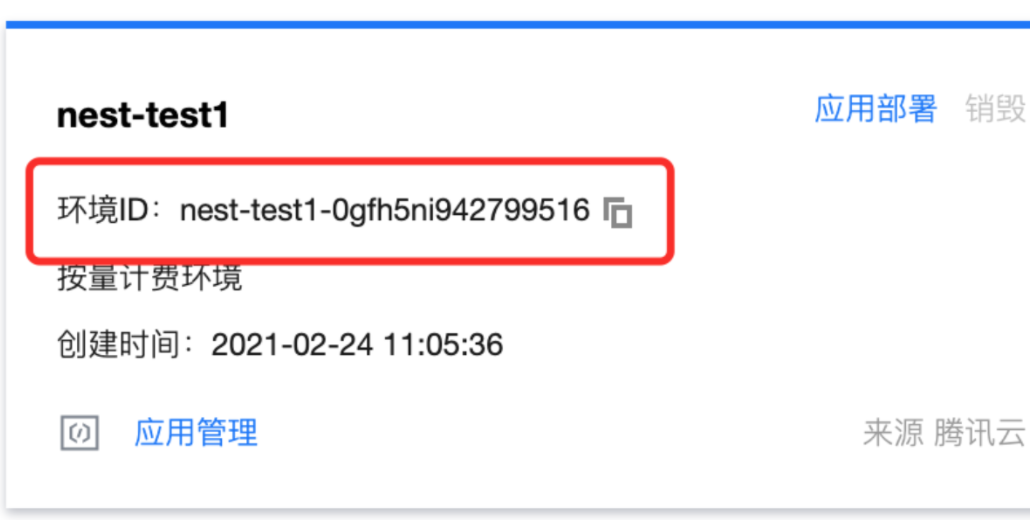 nest-test1
应用部署 销毁
环境ID：nest-test1-0gfh5ni942799516
按量计费环境
创建时间：2021-02-24 11:05:36
应用管理
来源 腾讯云